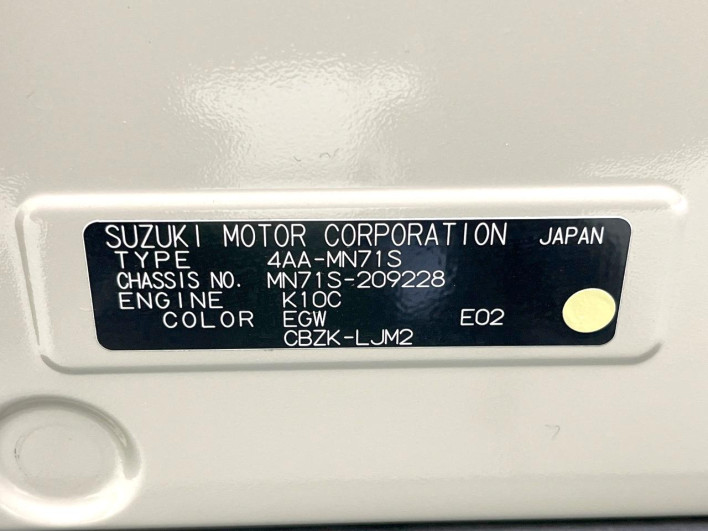 SUZUKI MOTOR CORPORATION JAPAN
TYPE 4AA-MN71S
CHASSIS NO. MN71S-209228
ENGINE K10C
COLOR EGW E02
CBZK-LJM2